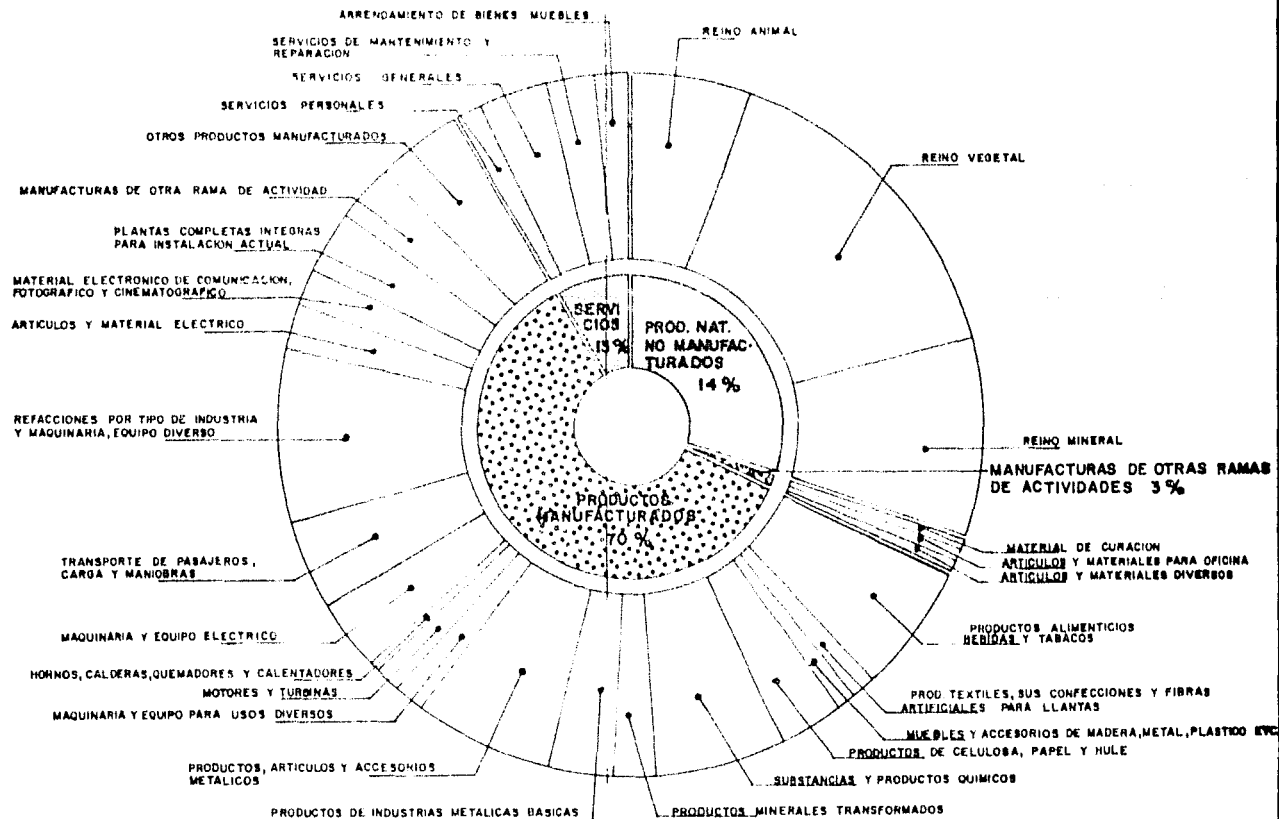 ARRENDAMIENTO DE BIENES MUEBLES
SERVICIOS DE MANTENIMIENTO Y
REPARACION
SERVICIOS GENERALES
SERVICIOS PERSONALES
OTROS PRODUCTOS MANUFACTURADOS
MANUFACTURAS DE OTRA RAMA DE ACTIVIDAD
PLANTAS COMPLETAS INTEGRAS
PARA INSTALACION ACTUAL
MATERIAL ELECTRONICO DE COMUNICACION,
FOTOGRAFICO Y CINEMATOGRAFICO
ARTICULOS Y MATERIAL ELECTRICO
REFACCIONES POR TIPO DE INDUSTRIA
Y MAQUINARIA, EQUIPO DIVERSO
TRANSPORTE DE PASAJEROS,
CARGA Y MANIOBRAS
MAQUINARIA Y EQUIPO ELECTRICO
HORNOS, CALDERAS, QUEMADORES Y CALENTADORES
MOTORES Y TURBINAS
MAQUINARIA Y EQUIPO PARA USOS DIVERSOS
PRODUCTOS, ARTICULOS Y ACCESORIOS
METALICOS
PRODUCTOS DE INDUSTRIAS METALICAS BASICAS
REINO ANIMAL
REINO VEGETAL
REINO MINERAL
MANUFACTURAS DE OTRAS RAMAS
DE ACTIVIDADES 3%
MATERIAL DE CURACION
ARTICULOS Y MATERIALES PARA OFICINA
ARTICULOS Y MATERIALES DIVERSOS
PRODUCTOS ALIMENTICIOS
BEBIDAS Y TABACOS
PROD. TEXTILES, SUS CONFECCIONES Y FIBRAS
ARTIFICIALES PARA LLANTAS
MUEBLES Y ACCESORIOS DE MADERA, METAL, PLASTICO ETC.
PRODUCTOS DE CELULOSA, PAPEL Y HULE
SUBSTANCIAS Y PRODUCTOS QUIMICOS
PRODUCTOS MINERALES TRANSFORMADOS
SERVI
CIOS
13%
PROD. NAT.
NO MANUFAC-
TURADOS
14%
PRODUCTOS
MANUFACTURADOS
70%